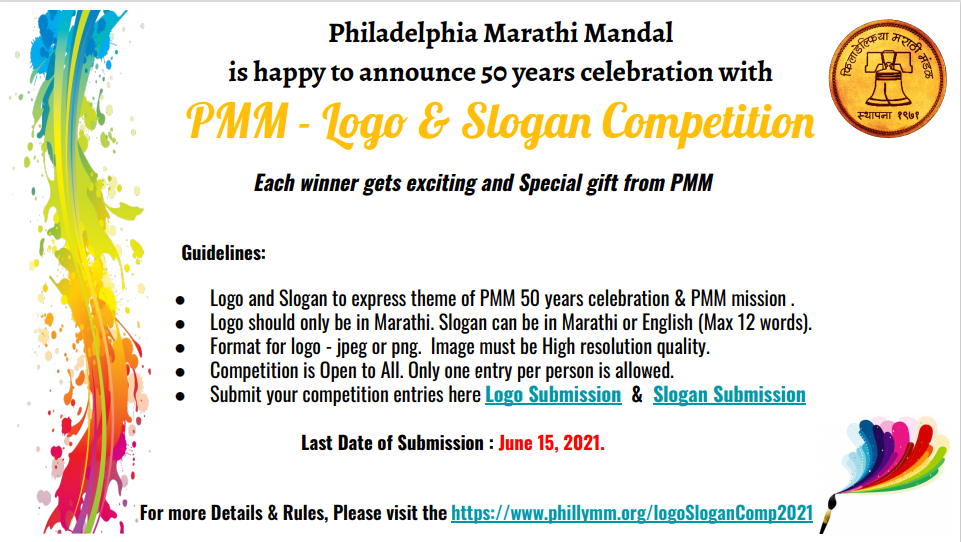 Philadelphia Marathi Mandal
is happy to announce 50 years celebration with
PMM - Logo & Slogan Competition
फिलाडेल्फिया मराठी मंडळ
स्थापना १९७१
Each winner gets exciting and Special gift from PMM
Guidelines:
● Logo and Slogan to express theme of PMM 50 years celebration & PMM mission .
● Logo should only be in Marathi. Slogan can be in Marathi or English (Max 12 words).
● Format for logo - jpeg or png. Image must be High resolution quality.
● Competition is Open to All. Only one entry per person is allowed.
● Submit your competition entries here Logo Submission & Slogan Submission
Last Date of Submission : June 15, 2021.
For more Details & Rules, Please visit the https://www.phillymm.org/logoSloganComp2021